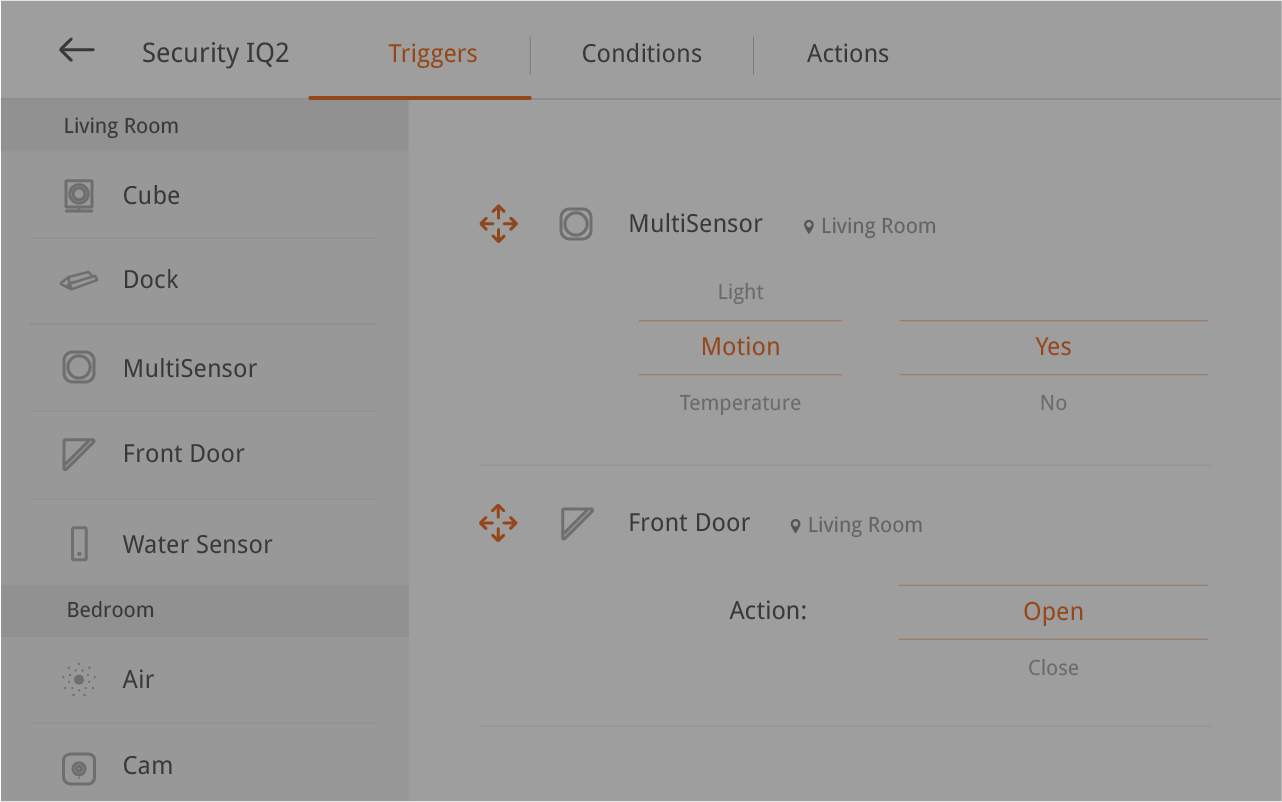 Security IQ2
Triggers
Conditions
Actions
Living Room
Cube
Dock
MultiSensor
Front Door
Water Sensor
Bedroom
Air
Cam
MultiSensor Living Room
Light
Motion Yes
Temperature No
Front Door Living Room
Action: Open
Close